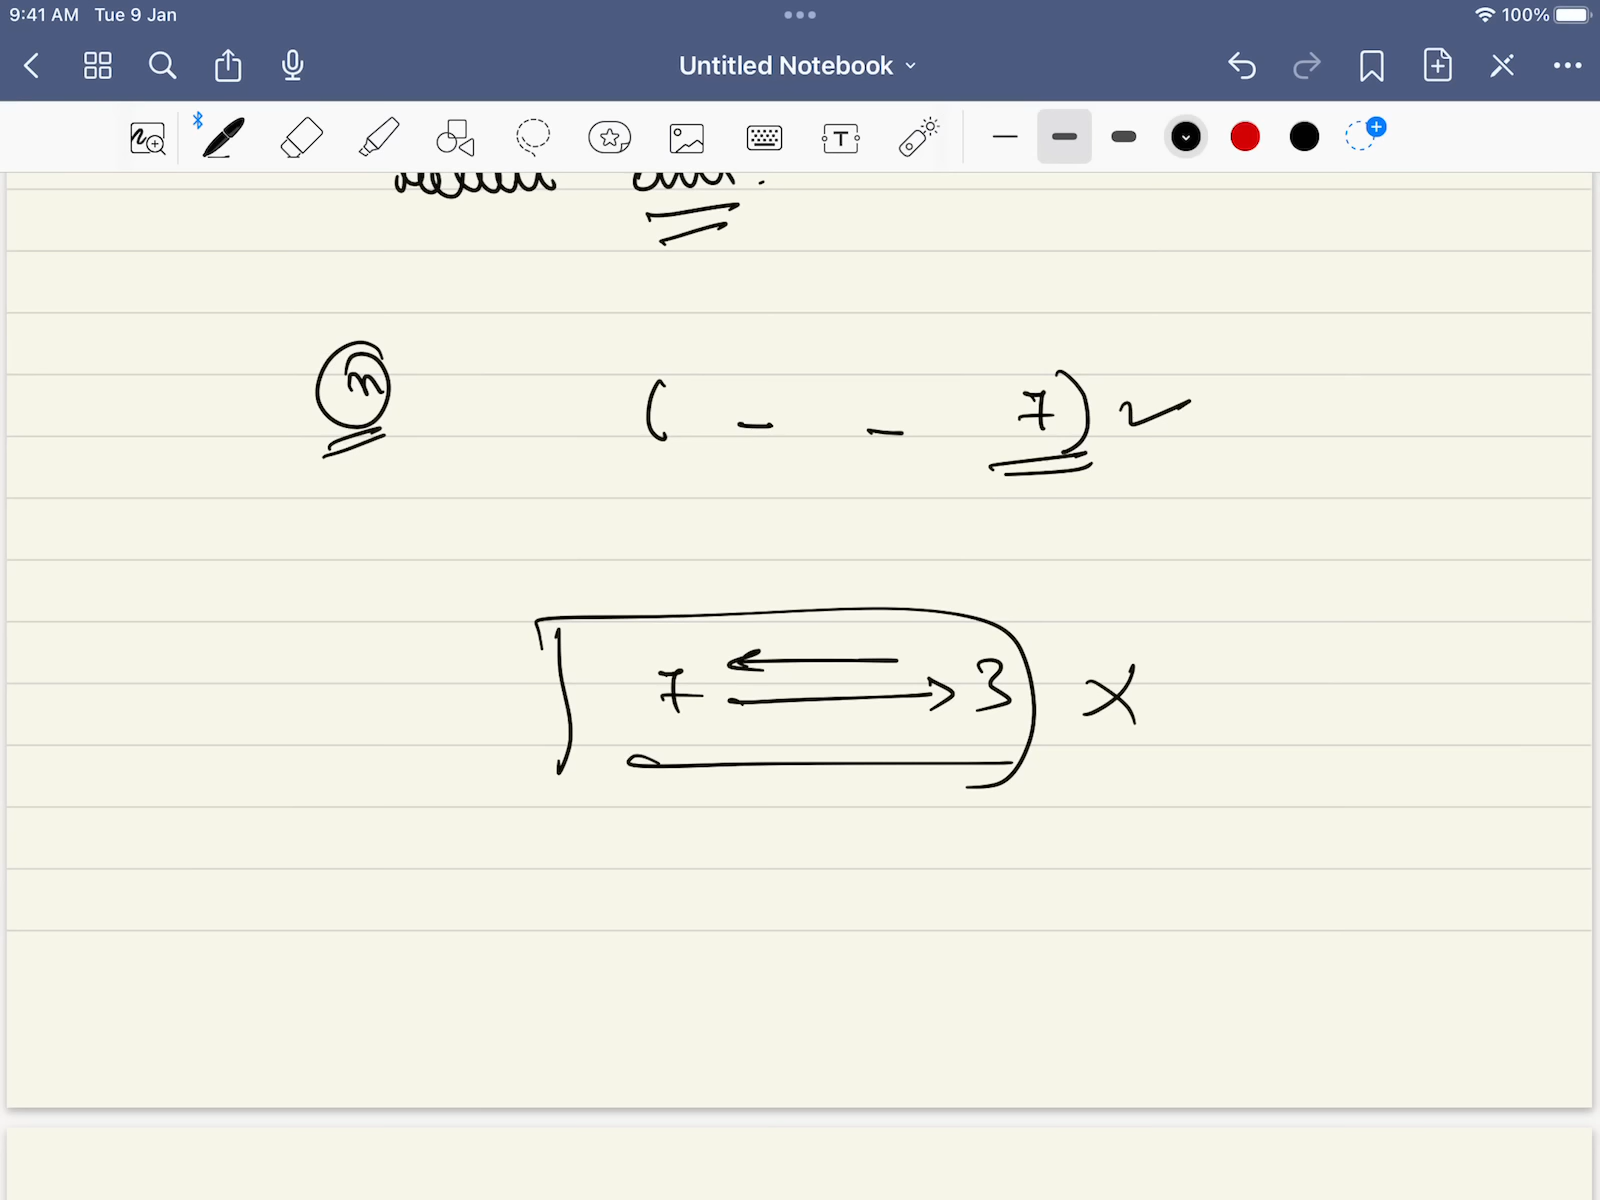 9:41 AM Tue 9 Jan 100%
Untitled Notebook
T
n ( _ _ 7) ✓
7 ⇄ 3 X